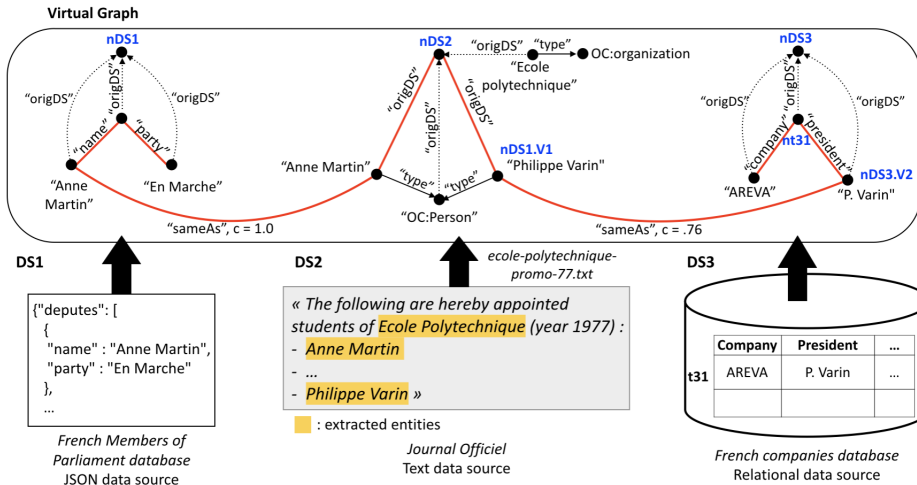 Virtual Graph
nDS1
nDS2
nDS3
"origDS"
"type"
OC:organization
"Ecole
polytechnique"
"origDS"
"origDS"
"origDS"
"origDS"
"origDS"
"origDS"
"origDS"
"origDS"
"origDS"
"name"
"party"
"company"
"president"
nt31
nDS1.V1
nDS3.V2
"Anne
Martin"
"En Marche"
"Anne Martin"
"Philippe Varin"
"type"
"type"
"OC:Person"
"AREVA"
"P. Varin"
"sameAs", c = 1.0
"sameAs", c = .76
DS1
DS2
ecole-polytechnique-
promo-77.txt
DS3
{"deputes": [
{
"name" : "Anne Martin",
"party" : "En Marche"
},
...
French Members of
Parliament database
JSON data source
« The following are hereby appointed
students of Ecole Polytechnique (year 1977) :
- Anne Martin
- ...
- Philippe Varin »
: extracted entities
Journal Officiel
Text data source
t31
Company President ...
AREVA P. Varin ...
French companies database
Relational data source